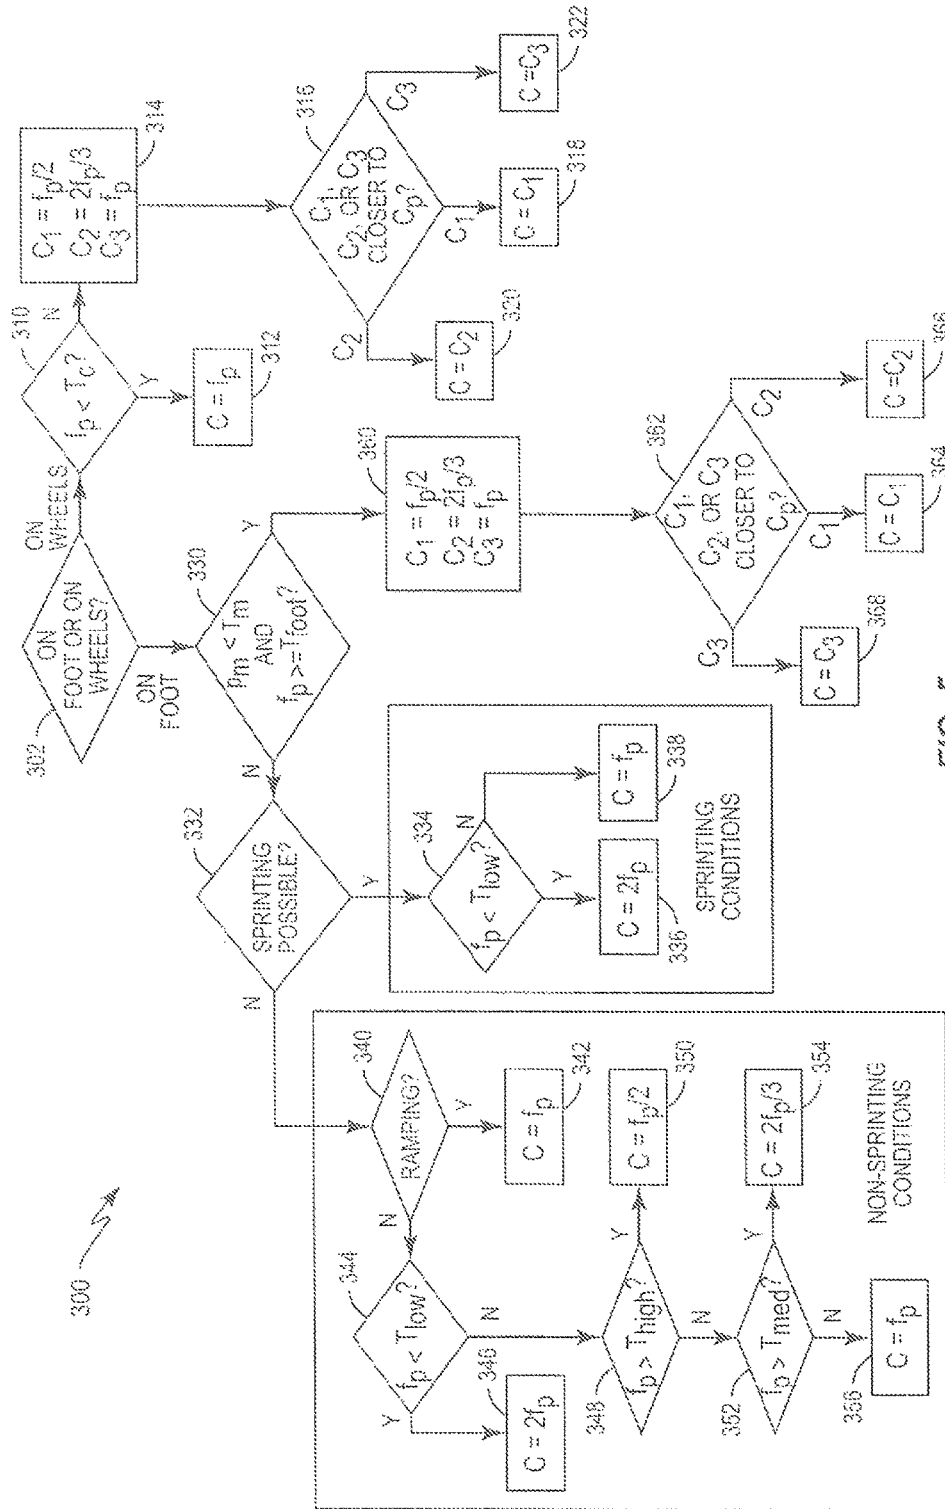 300
302
ON
FOOT OR ON
WHEELS?
ON
WHEELS
310
fp < Tc?
N
Y
C = fp
312
C1 = fp/2
C2 = 2fp/3
C3 = fp
314
C1,
C2, OR C3
CLOSER TO
Cp?
316
C2
C1
C3
C = C2
320
C = C1
318
C = C3
322
ON
FOOT
Pm < Tm
AND
fp >= Tfoot?
330
N
Y
C1 = fp/2
C2 = 2fp/3
C3 = fp
360
C1,
C2, OR C3
CLOSER TO
Cp?
362
C3
C1
C2
C = C3
368
C = C1
364
C = C2
366
SPRINTING
POSSIBLE?
332
N
Y
fp < Tlow?
334
N
Y
C = 2fp
336
C = fp
338
SPRINTING
CONDITIONS
RAMPING?
340
N
Y
C = fp
342
fp < Tlow?
344
Y
N
C = 2fp
346
fp > Thigh?
348
Y
N
C = fp/2
350
fp > Tmed?
352
Y
N
C = 2fp/3
354
C = fp
356
NON-SPRINTING
CONDITIONS